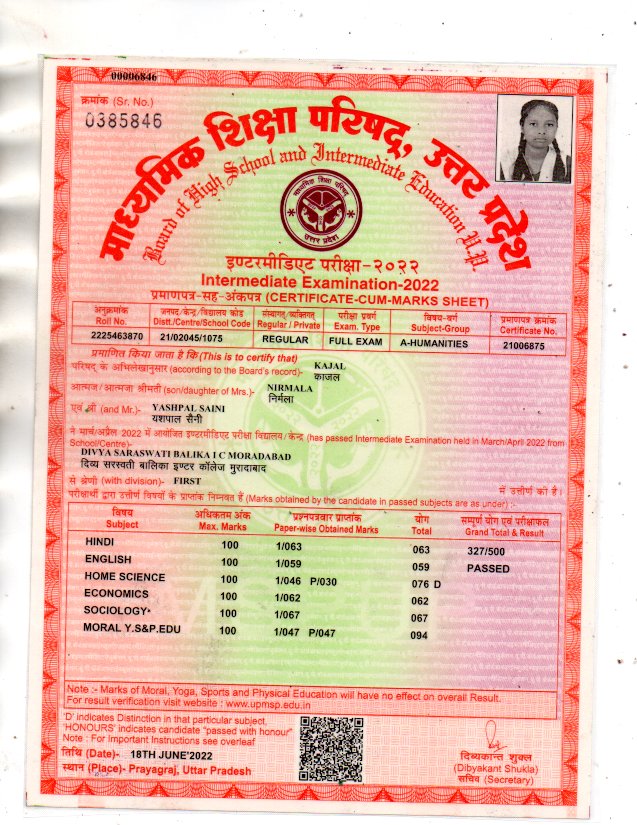 00006846
क्रमांक (Sr. No.)
0385846
माध्यमिक शिक्षा परिषद्, उत्तर प्रदेश
Board of High School and Intermediate Education U.P.
माध्यमिक शिक्षा परिषद
उत्तर प्रदेश
इण्टरमीडिएट परीक्षा-२०२२
Intermediate Examination-2022
प्रमाणपत्र-सह-अंकपत्र (CERTIFICATE-CUM-MARKS SHEET)
अनुक्रमांक जनपद/केन्द्र/विद्यालय कोड संस्थागत/व्यक्तिगत परीक्षा प्रवर्ग विषय-वर्ग प्रमाणपत्र क्रमांक
Roll No. Distt./Centre/School Code Regular / Private Exam. Type Subject-Group Certificate No.
2225463870 21/02045/1075 REGULAR FULL EXAM A-HUMANITIES 21006875
प्रमाणित किया जाता है कि (This is to certify that)
परिषद् के अभिलेखानुसार (according to the Board's record)- KAJAL
काजल
आत्मज/आत्मजा श्रीमती (son/daughter of Mrs.)- NIRMALA
निर्मला
एवं श्री (and Mr.)- YASHPAL SAINI
यशपाल सैनी
ने मार्च/अप्रैल 2022 में आयोजित इण्टरमीडिएट परीक्षा विद्यालय/केन्द्र (has passed Intermediate Examination held in March/April 2022 from
School/Centre)-
DIVYA SARASWATI BALIKA I C MORADABAD
दिव्य सरस्वती बालिका इण्टर कॉलेज मुरादाबाद
से श्रेणी (with division)- FIRST में उत्तीर्ण की है।
परीक्षार्थी द्वारा उत्तीर्ण विषयों के प्राप्तांक निम्नवत हैं (Marks obtained by the candidate in passed subjects are as under) :-
विषय अधिकतम अंक प्रश्नपत्रवार प्राप्तांक योग सम्पूर्ण योग एवं परीक्षाफल
Subject Max. Marks Paper-wise Obtained Marks Total Grand Total & Result
HINDI 100 1/063 063 327/500
ENGLISH 100 1/059 059 PASSED
HOME SCIENCE 100 1/046 P/030 076 D
ECONOMICS 100 1/062 062
SOCIOLOGY* 100 1/067 067
MORAL Y.S&P.EDU 100 1/047 P/047 094
Note :- Marks of Moral, Yoga, Sports and Physical Education will have no effect on overall Result.
For result verification visit website : www.upmsp.edu.in
'D' indicates Distinction in that particular subject.
'HONOURS' indicates candidate "passed with honour"
Note : For Important Instructions see overleaf
तिथि (Date)- 18TH JUNE'2022
स्थान (Place)- Prayagraj, Uttar Pradesh
दिव्यकान्त शुक्ल
(Dibyakant Shukla)
सचिव (Secretary)